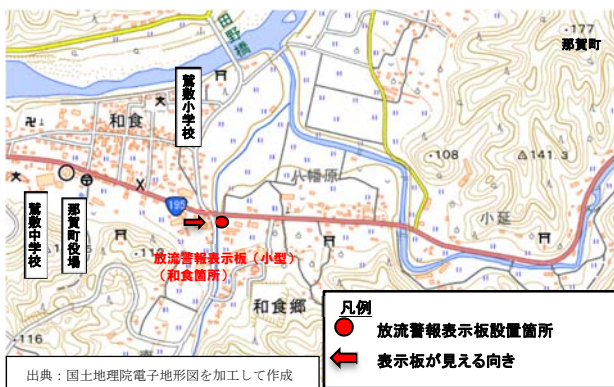 ・177
那賀町
田野橋
鷲敷小学校
和食
・108
△141.3
八幡原
小延
195
鷲敷中学校
那賀町役場
放流警報表示板（小型）
（和食箇所）
和食郷
・116
凡例
放流警報表示板設置箇所
表示板が見える向き
出典：国土地理院電子地形図を加工して作成